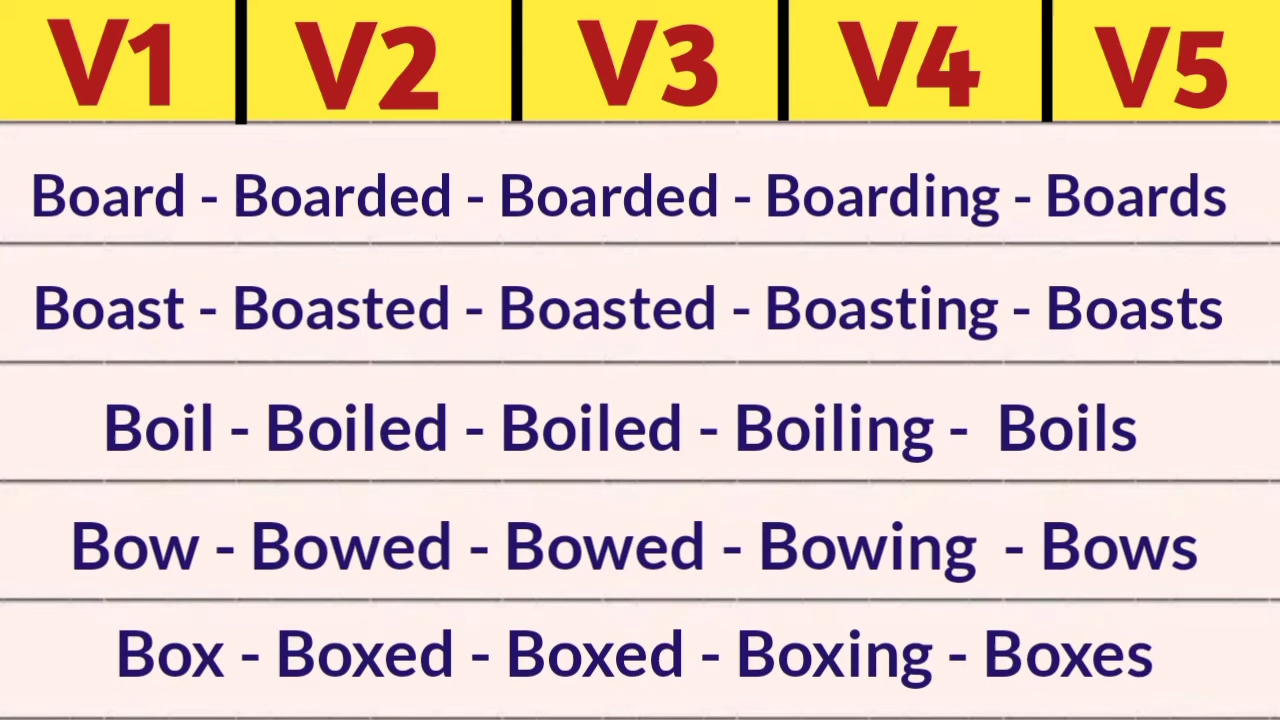 V1 V2 V3 V4 V5
Board - Boarded - Boarded - Boarding - Boards
Boast - Boasted - Boasted - Boasting - Boasts
Boil - Boiled - Boiled - Boiling - Boils
Bow - Bowed - Bowed - Bowing - Bows
Box - Boxed - Boxed - Boxing - Boxes